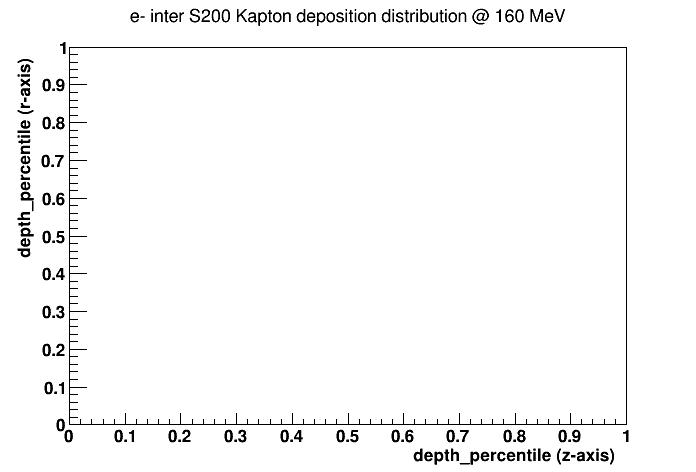 e- inter S200 Kapton deposition distribution @ 160 MeV
depth_percentile (r-axis)
1
0.9
0.8
0.7
0.6
0.5
0.4
0.3
0.2
0.1
0
0 0.1 0.2 0.3 0.4 0.5 0.6 0.7 0.8 0.9 1
depth_percentile (z-axis)